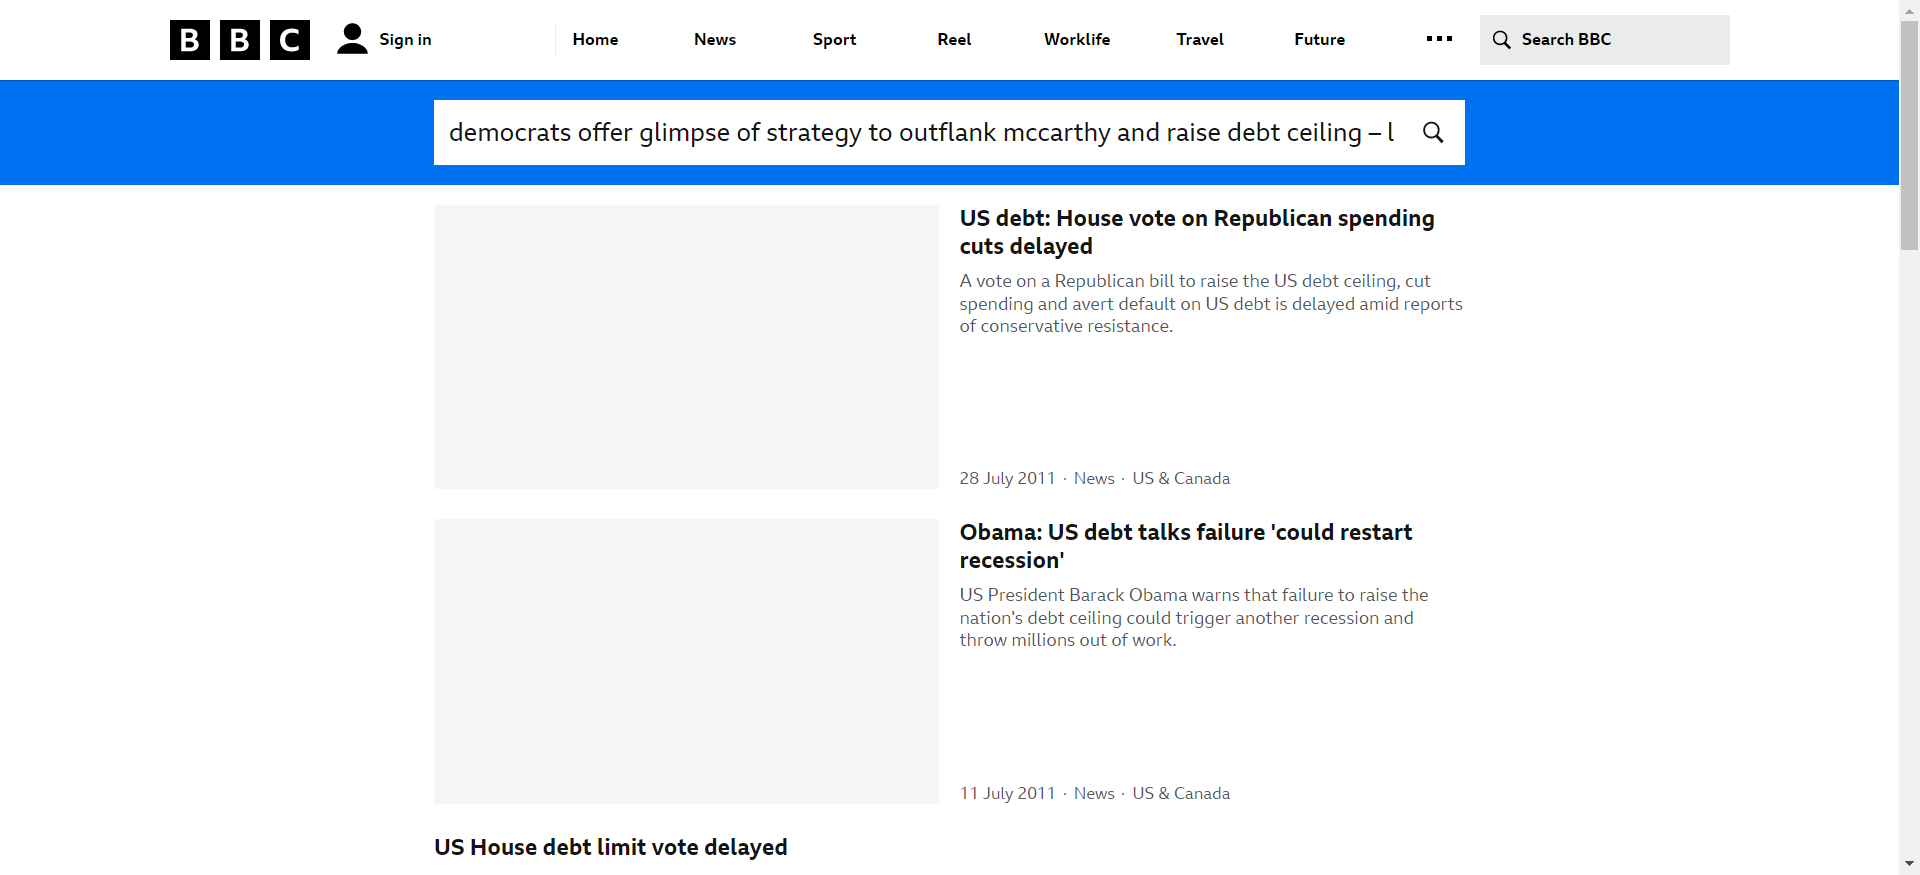 BBC
Sign in
Home
News
Sport
Reel
Worklife
Travel
Future
Search BBC
democrats offer glimpse of strategy to outflank mccarthy and raise debt ceiling – l
US debt: House vote on Republican spending
cuts delayed
A vote on a Republican bill to raise the US debt ceiling, cut
spending and avert default on US debt is delayed amid reports
of conservative resistance.
28 July 2011 · News · US & Canada
Obama: US debt talks failure 'could restart
recession'
US President Barack Obama warns that failure to raise the
nation's debt ceiling could trigger another recession and
throw millions out of work.
11 July 2011 · News · US & Canada
US House debt limit vote delayed